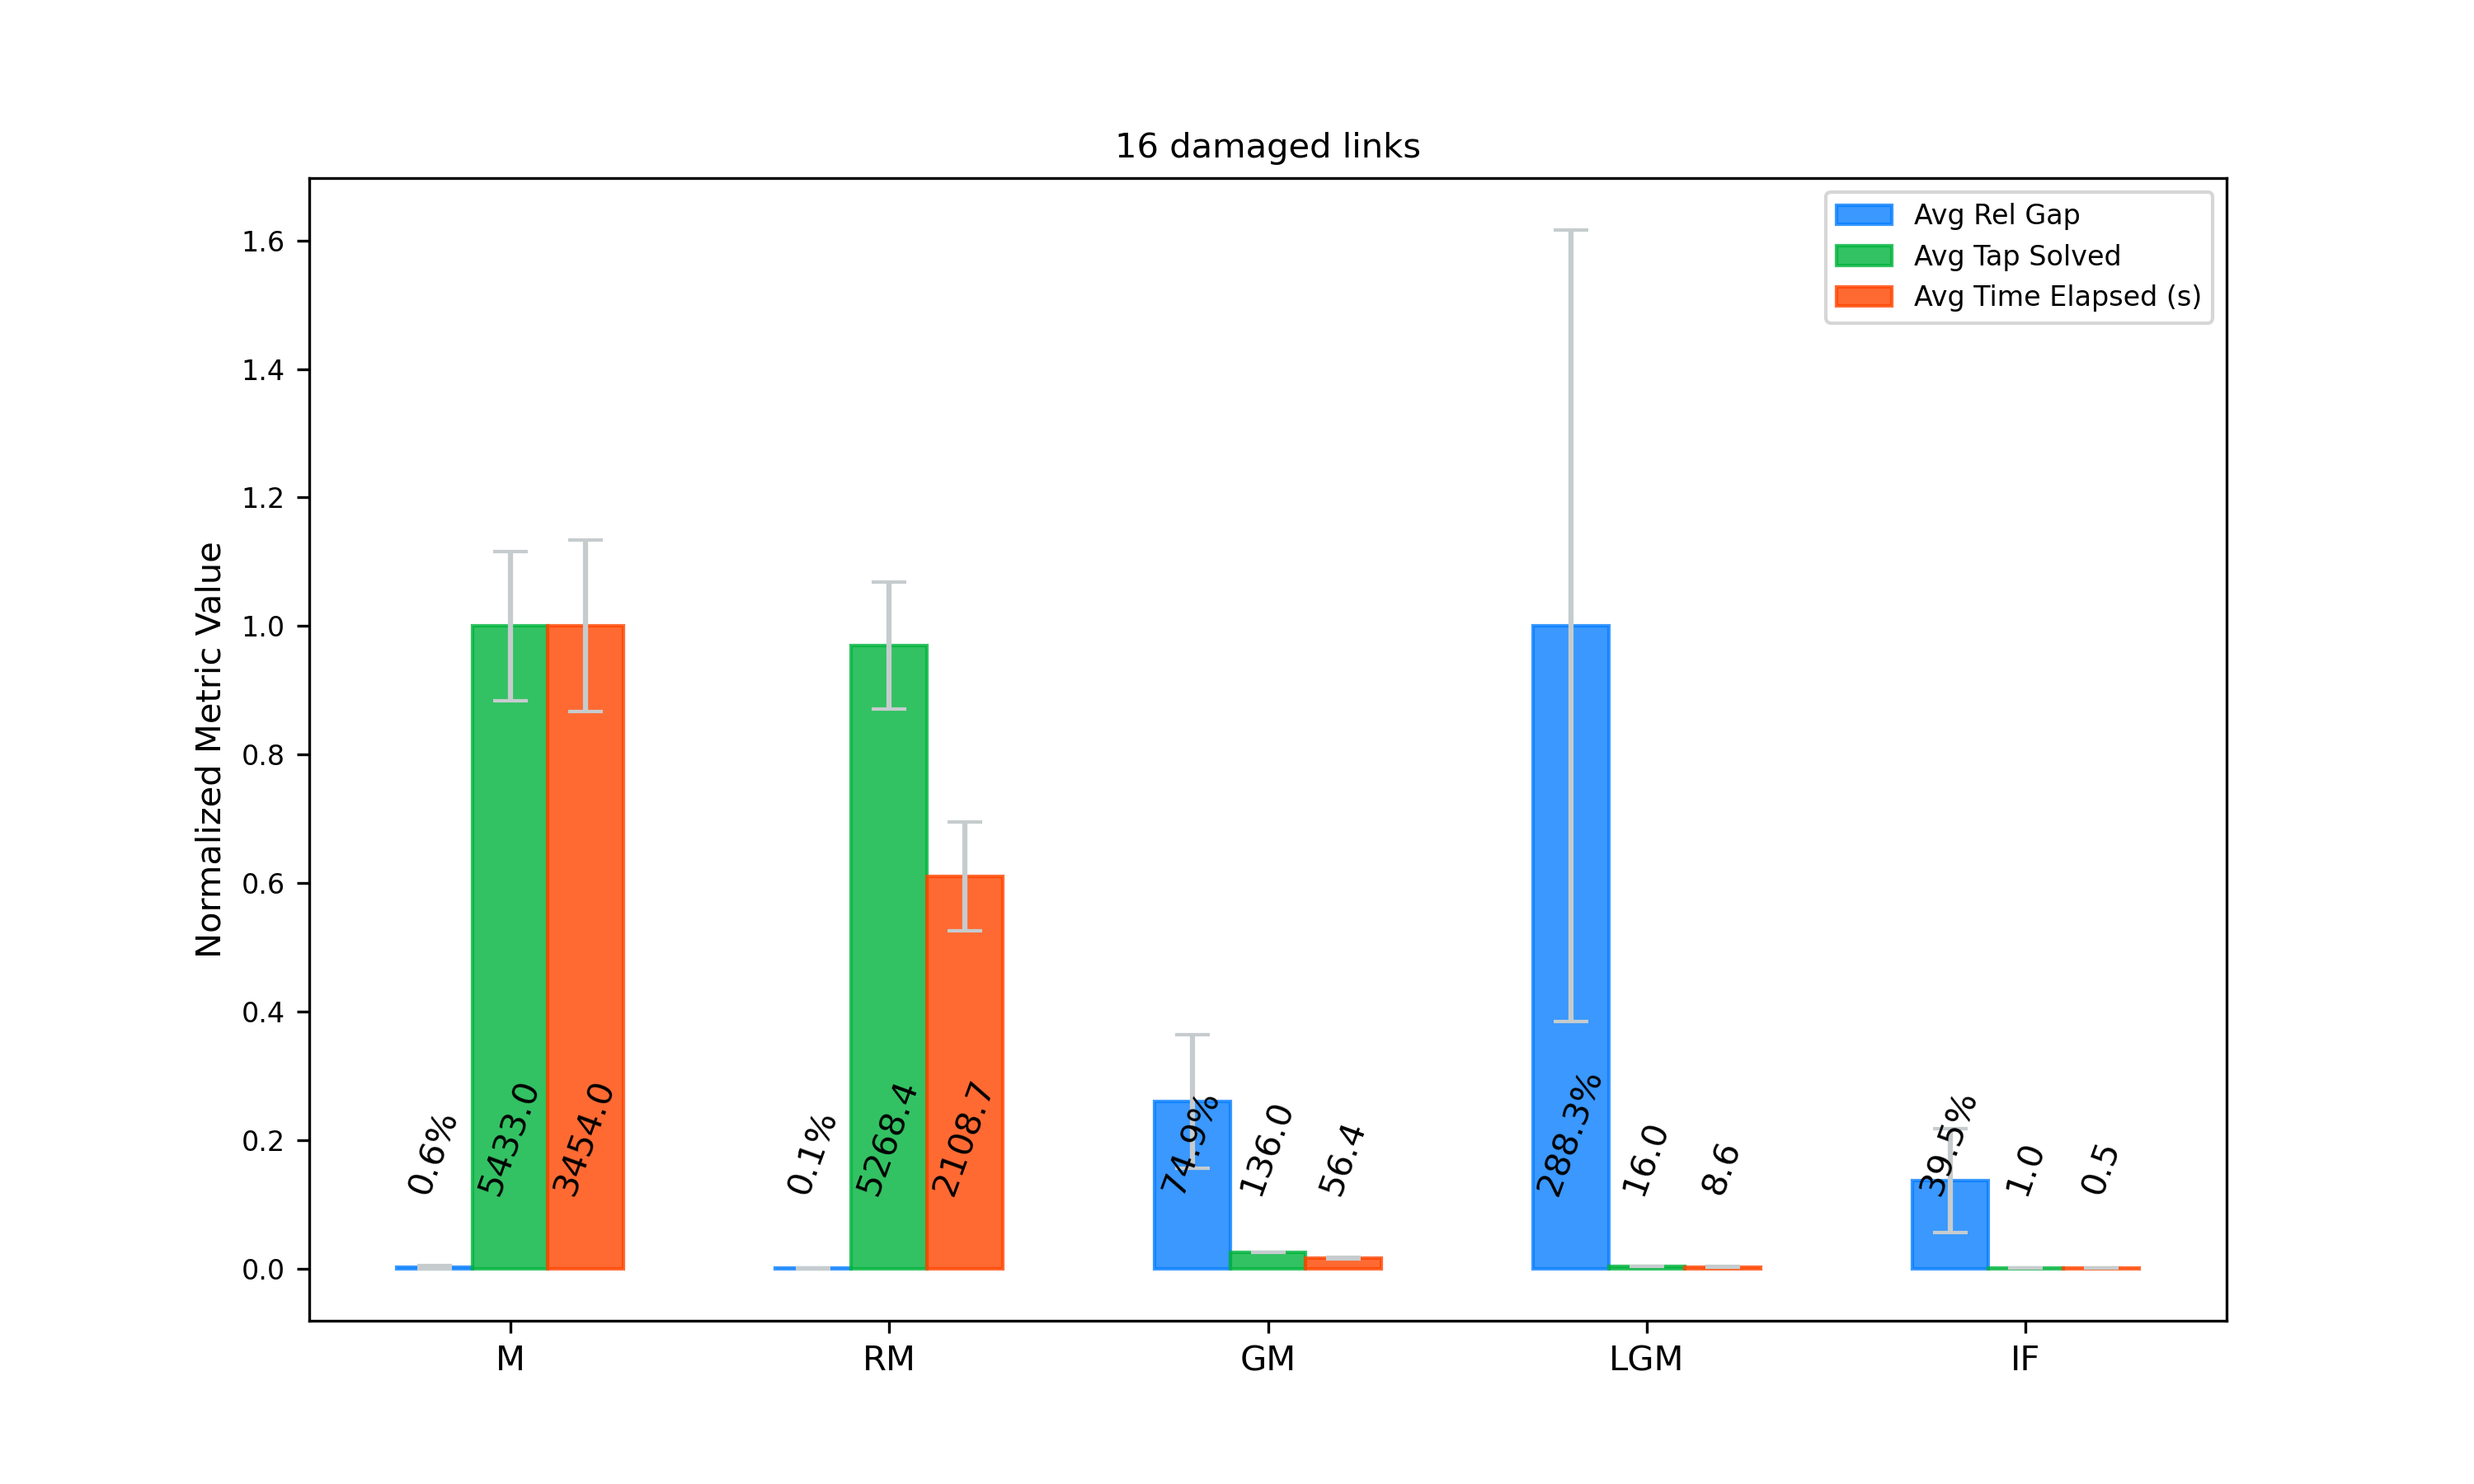 16 damaged links
Avg Rel Gap
Avg Tap Solved
Avg Time Elapsed (s)
Normalized Metric Value
1.6
1.4
1.2
1.0
0.8
0.6
0.4
0.2
0.0
0.6%
5433.0
3454.0
0.1%
5268.4
2108.7
74.9%
136.0
56.4
288.3%
16.0
8.6
39.5%
1.0
0.5
M
RM
GM
LGM
IF